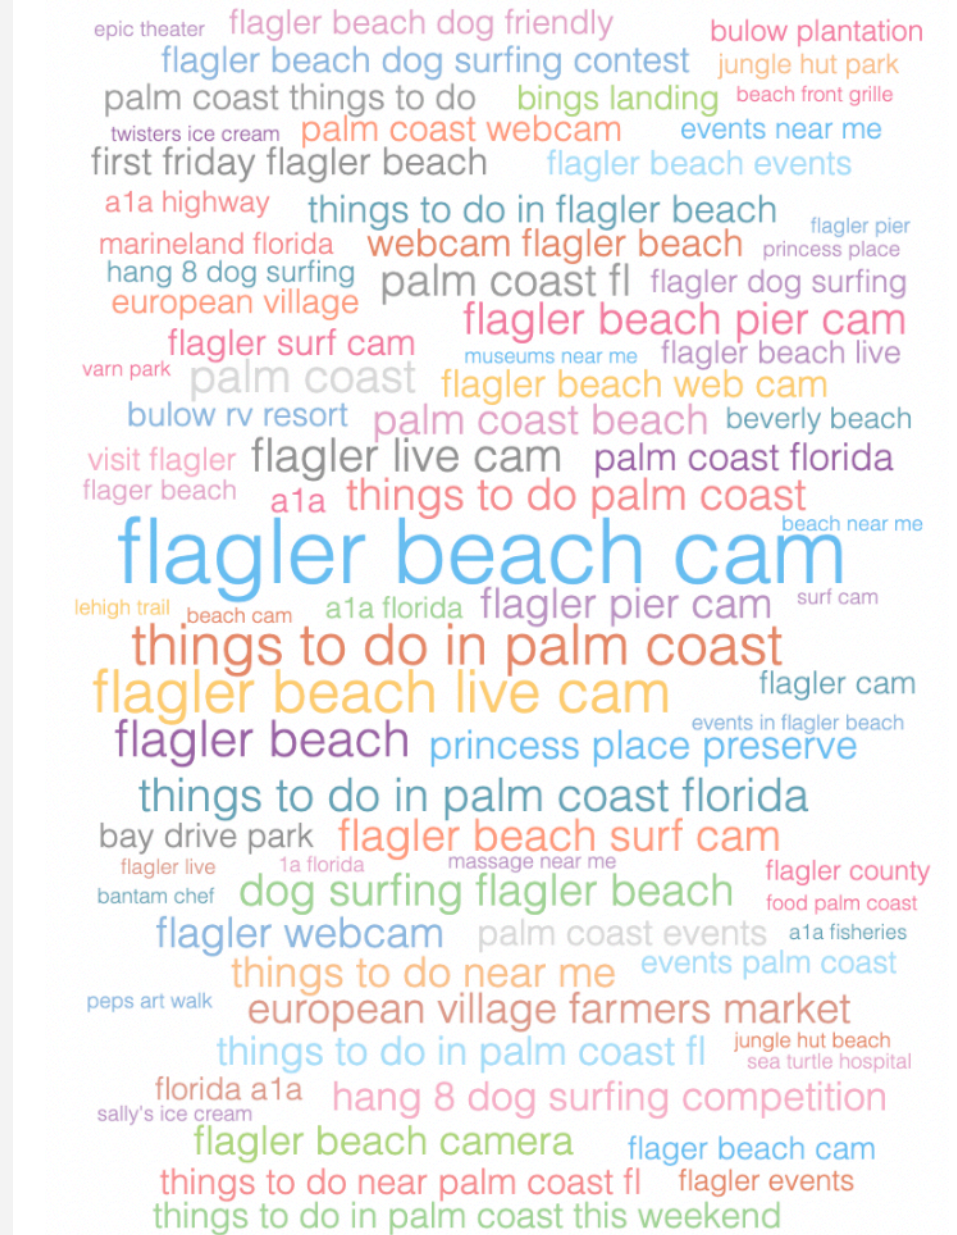 epic theater flagler beach dog friendly bulow plantation
flagler beach dog surfing contest jungle hut park
palm coast things to do bings landing beach front grille
twisters ice cream palm coast webcam events near me
first friday flagler beach flagler beach events
a1a highway things to do in flagler beach flagler pier
marineland florida webcam flagler beach princess place
hang 8 dog surfing palm coast fl flagler dog surfing
european village flagler beach pier cam
flagler surf cam museums near me flagler beach live
varn park palm coast flagler beach web cam
bulow rv resort palm coast beach beverly beach
visit flagler flagler live cam palm coast florida
flager beach a1a things to do palm coast
beach near me
flagler beach cam
lehigh trail beach cam a1a florida flagler pier cam surf cam
things to do in palm coast
flagler beach live cam flagler cam
flagler beach princess place preserve events in flagler beach
things to do in palm coast florida
bay drive park flagler beach surf cam
flagler live 1a florida massage near me flagler county
bantam chef dog surfing flagler beach food palm coast
flagler webcam palm coast events a1a fisheries
things to do near me events palm coast
peps art walk european village farmers market
things to do in palm coast fl jungle hut beach
sea turtle hospital
florida a1a hang 8 dog surfing competition
sally's ice cream
flagler beach camera flager beach cam
things to do near palm coast fl flagler events
things to do in palm coast this weekend